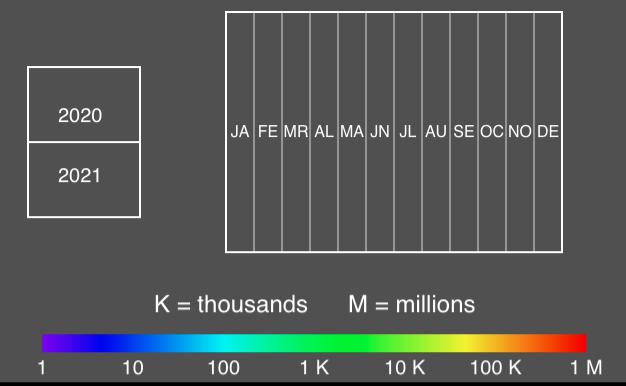 2020
2021
JA FE MR AL MA JN JL AU SE OC NO DE
K = thousands M = millions
1 10 100 1 K 10 K 100 K 1 M